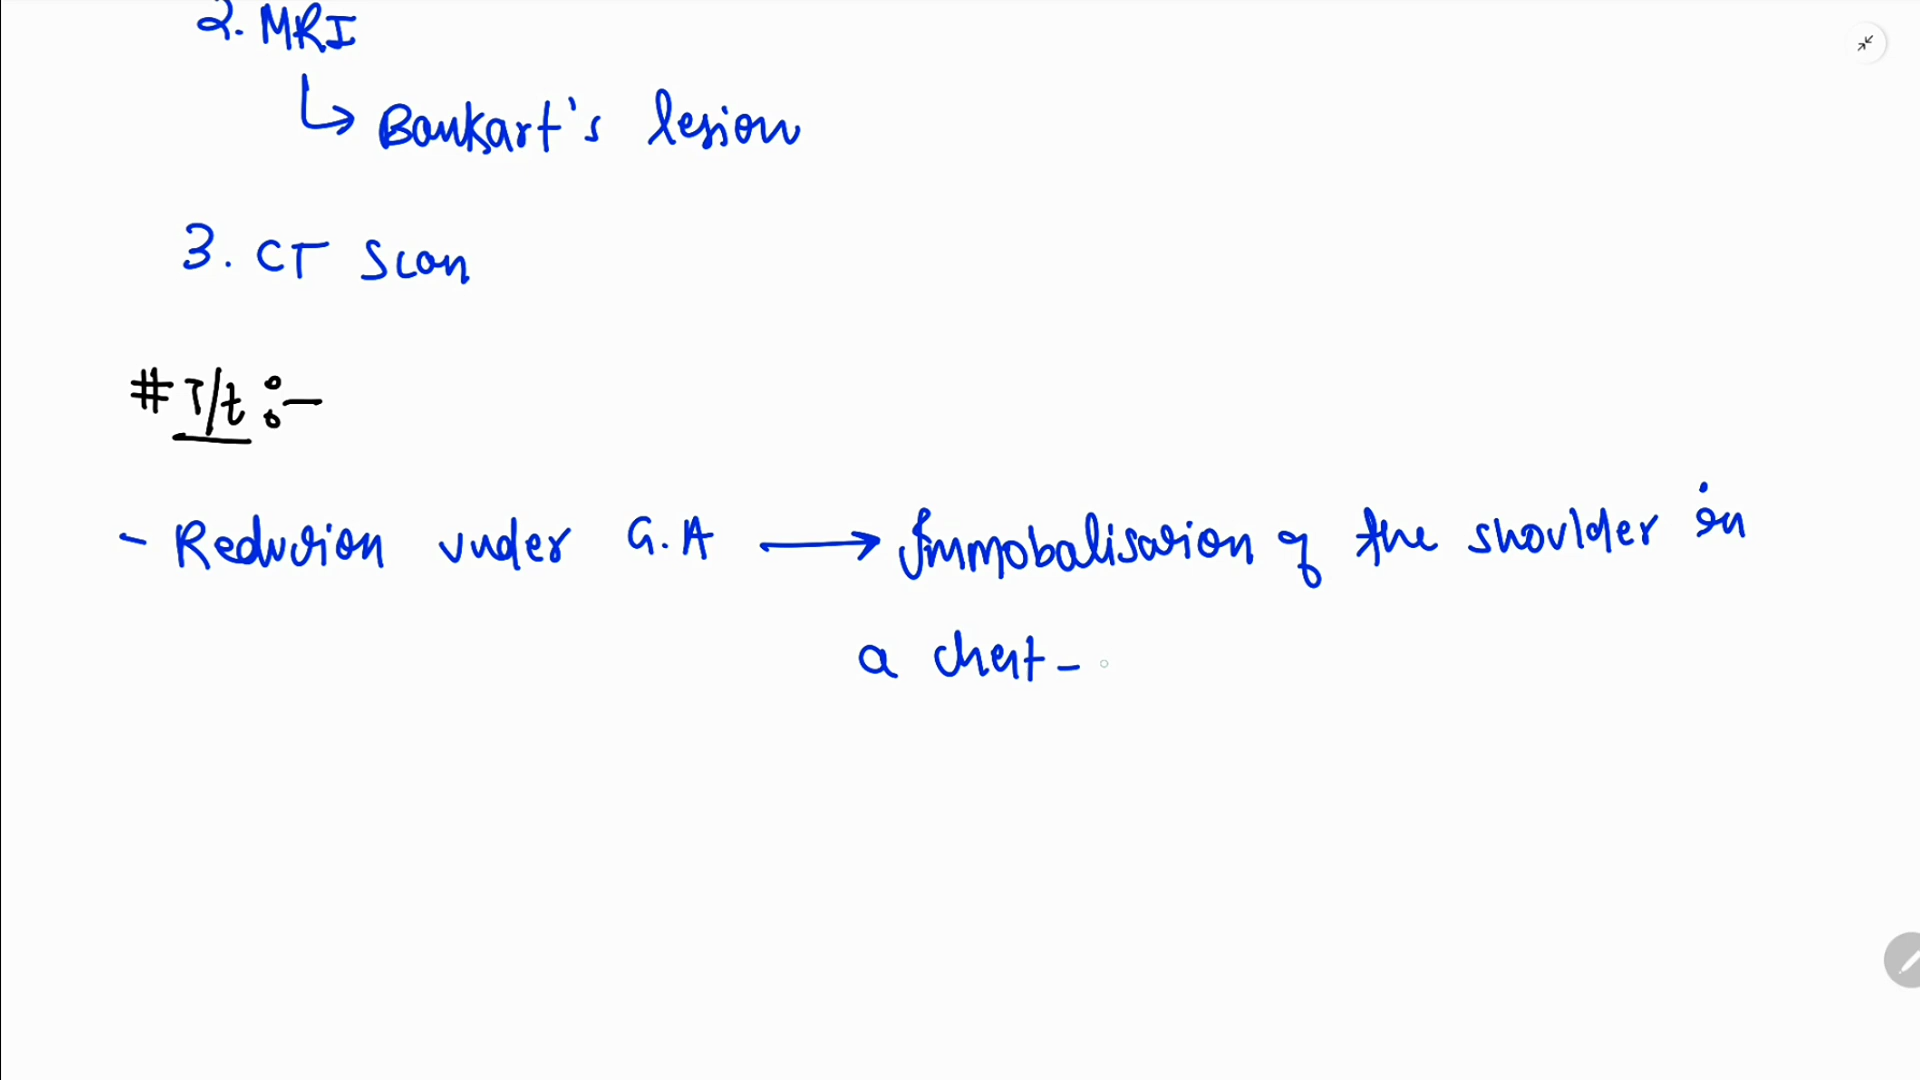 2. MRI
↳ Bankart's lesion
3. CT Scan
# T/t :-
- Reduction under G.A → Immobalisation of the shoulder in
a chest -